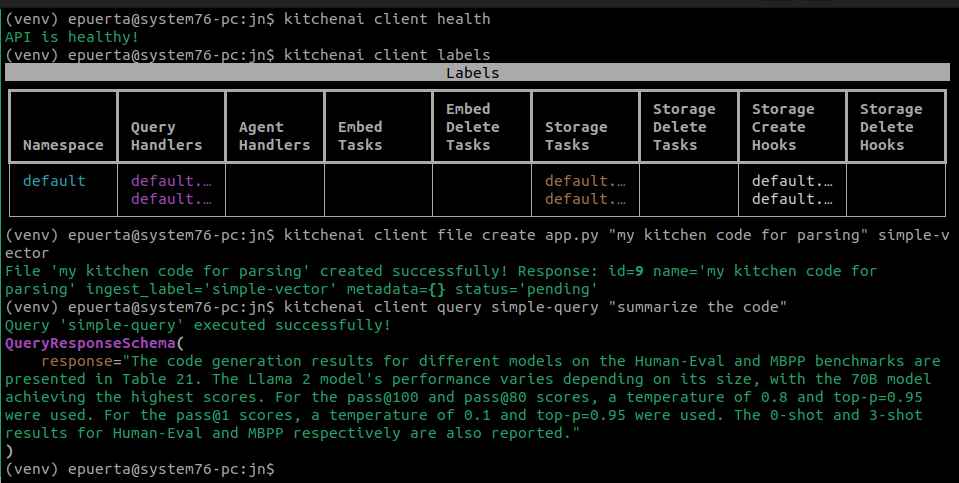 (venv) epuerta@system76-pc:jn$ kitchenai client health
API is healthy!
(venv) epuerta@system76-pc:jn$ kitchenai client labels
Labels
Namespace Query Handlers Agent Handlers Embed Tasks Embed Delete Tasks Storage Tasks Storage Delete Tasks Storage Create Hooks Storage Delete Hooks
default default.… default.… default.…
default.… default.… default.…
(venv) epuerta@system76-pc:jn$ kitchenai client file create app.py "my kitchen code for parsing" simple-v
ector
File 'my kitchen code for parsing' created successfully! Response: id=9 name='my kitchen code for
parsing' ingest_label='simple-vector' metadata={} status='pending'
(venv) epuerta@system76-pc:jn$ kitchenai client query simple-query "summarize the code"
Query 'simple-query' executed successfully!
QueryResponseSchema(
response="The code generation results for different models on the Human-Eval and MBPP benchmarks are
presented in Table 21. The Llama 2 model's performance varies depending on its size, with the 70B model
achieving the highest scores. For the pass@100 and pass@80 scores, a temperature of 0.8 and top-p=0.95
were used. For the pass@1 scores, a temperature of 0.1 and top-p=0.95 were used. The 0-shot and 3-shot
results for Human-Eval and MBPP respectively are also reported."
)
(venv) epuerta@system76-pc:jn$